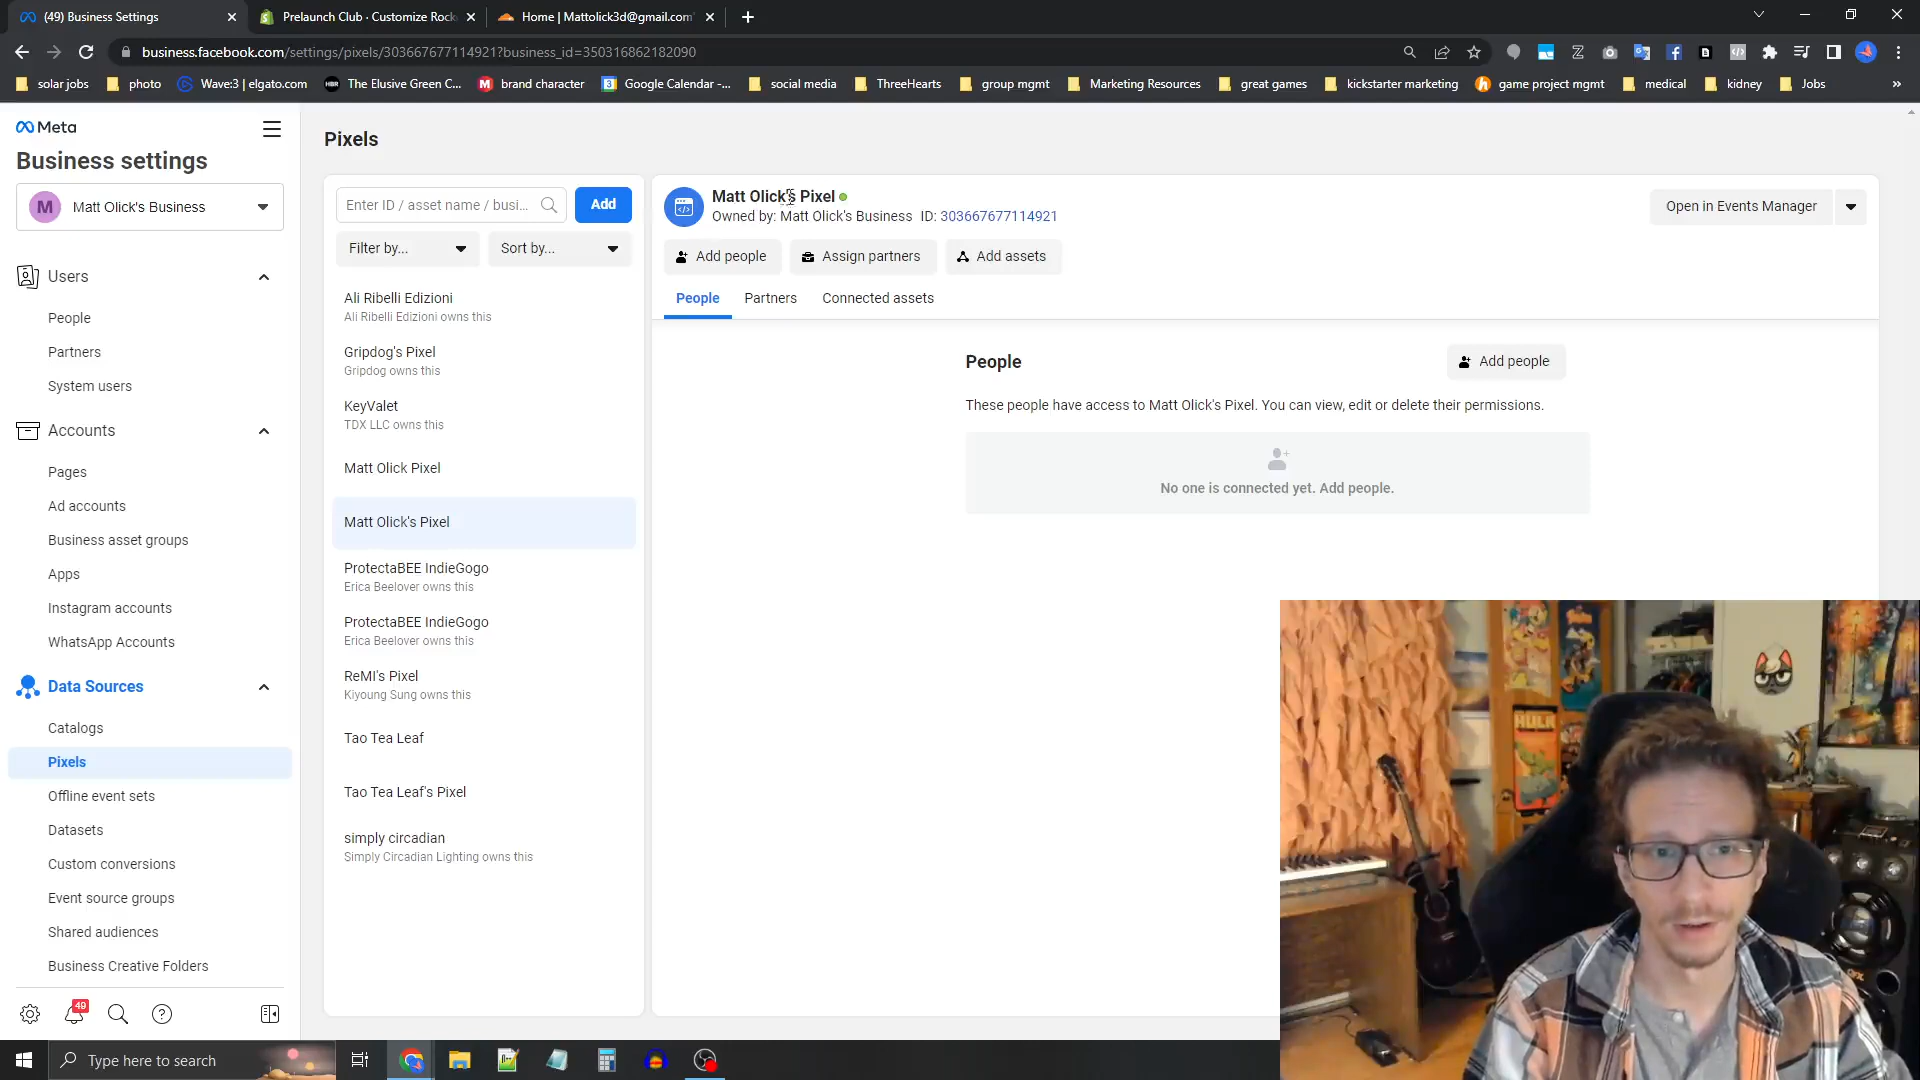 (49) Business Settings
Prelaunch Club · Customize Rock
Home | Mattolick3d@gmail.com'
business.facebook.com/settings/pixels/303667677114921?business_id=350316862182090
solar jobs
photo
Wave:3 | elgato.com
The Elusive Green C...
brand character
Google Calendar -...
social media
ThreeHearts
group mgmt
Marketing Resources
great games
kickstarter marketing
game project mgmt
medical
kidney
Jobs
Meta
Business settings
M
Matt Olick's Business
Users
People
Partners
System users
Accounts
Pages
Ad accounts
Business asset groups
Apps
Instagram accounts
WhatsApp Accounts
Data Sources
Catalogs
Pixels
Offline event sets
Datasets
Custom conversions
Event source groups
Shared audiences
Business Creative Folders
49
Pixels
Enter ID / asset name / busi...
Add
Filter by...
Sort by...
Ali Ribelli Edizioni
Ali Ribelli Edizioni owns this
Gripdog's Pixel
Gripdog owns this
KeyValet
TDX LLC owns this
Matt Olick Pixel
Matt Olick's Pixel
ProtectaBEE IndieGogo
Erica Beelover owns this
ProtectaBEE IndieGogo
Erica Beelover owns this
ReMI's Pixel
Kiyoung Sung owns this
Tao Tea Leaf
Tao Tea Leaf's Pixel
simply circadian
Simply Circadian Lighting owns this
Matt Olick's Pixel
Owned by: Matt Olick's Business ID: 303667677114921
Open in Events Manager
Add people
Assign partners
Add assets
People
Partners
Connected assets
People
Add people
These people have access to Matt Olick's Pixel. You can view, edit or delete their permissions.
No one is connected yet. Add people.
HULK
Type here to search